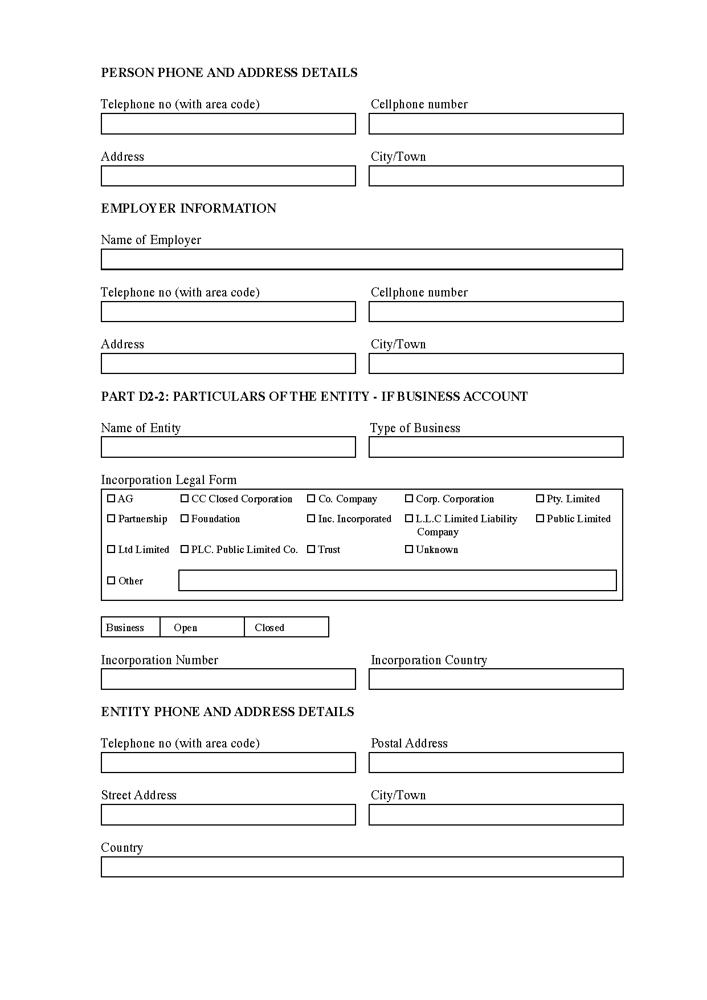 PERSON PHONE AND ADDRESS DETAILS
Telephone no (with area code) Cellphone number
Address City/Town
EMPLOYER INFORMATION
Name of Employer
Telephone no (with area code) Cellphone number
Address City/Town
PART D2-2: PARTICULARS OF THE ENTITY - IF BUSINESS ACCOUNT
Name of Entity Type of Business
Incorporation Legal Form
☐ AG ☐ CC Closed Corporation ☐ Co. Company ☐ Corp. Corporation ☐ Pty. Limited
☐ Partnership ☐ Foundation ☐ Inc. Incorporated ☐ L.L.C Limited Liability ☐ Public Limited
Company
☐ Ltd Limited ☐ PLC. Public Limited Co. ☐ Trust ☐ Unknown
☐ Other
Business Open Closed
Incorporation Number Incorporation Country
ENTITY PHONE AND ADDRESS DETAILS
Telephone no (with area code) Postal Address
Street Address City/Town
Country